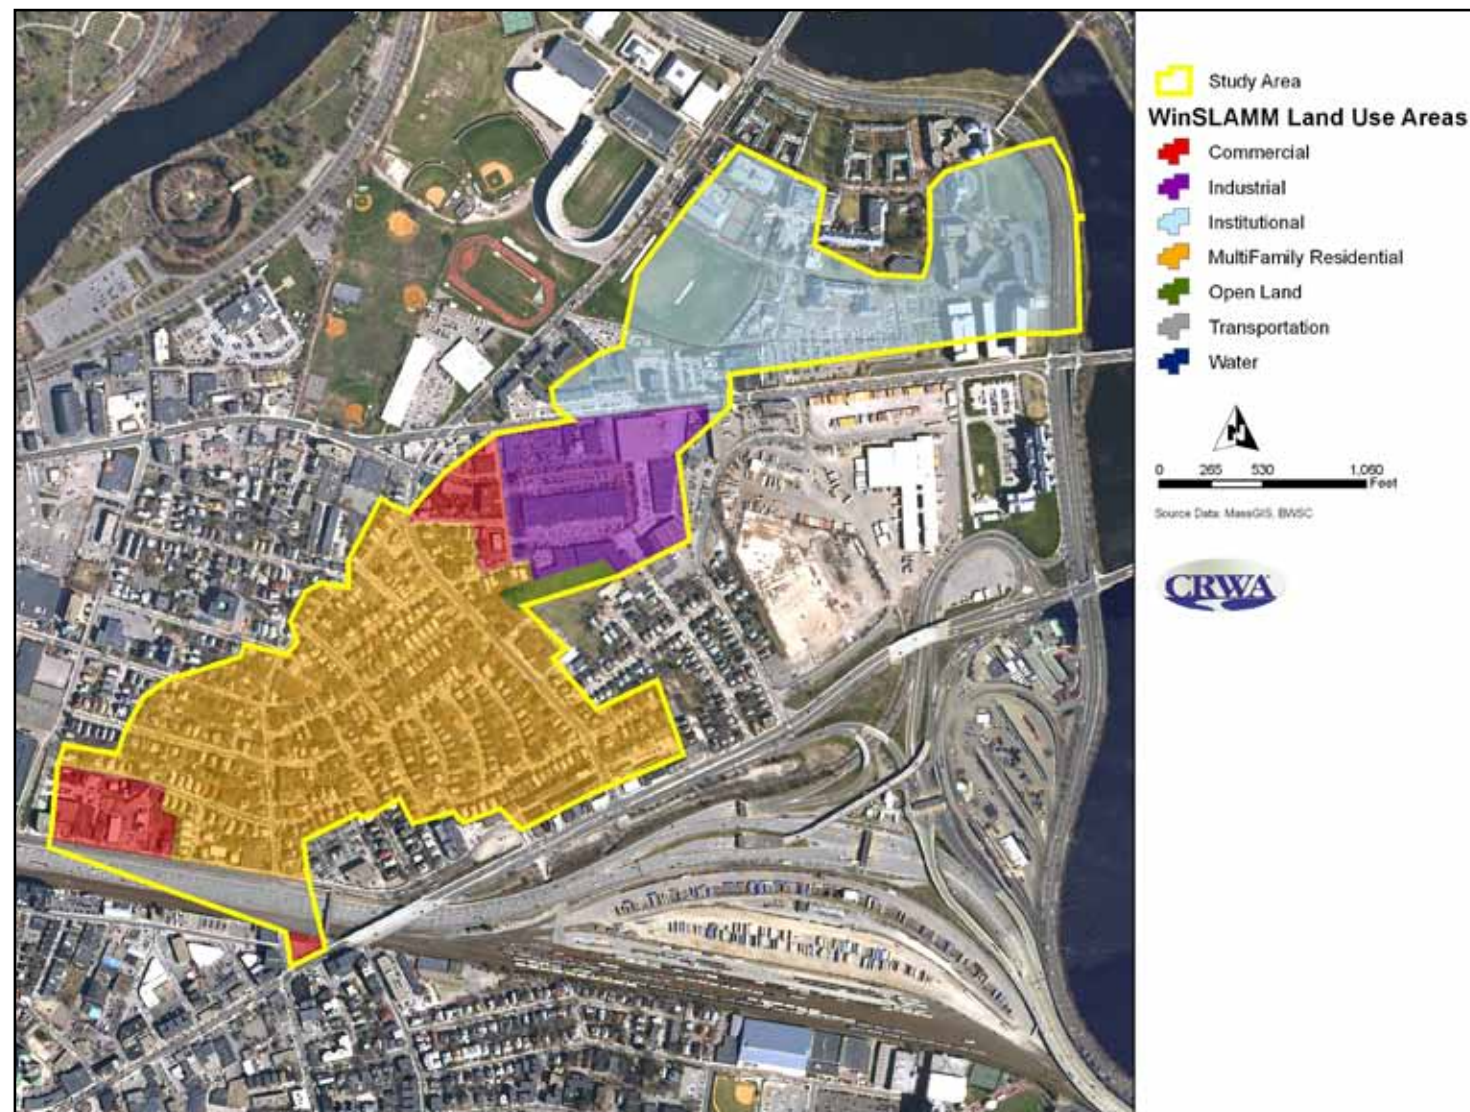 Study Area
WinSLAMM Land Use Areas
Commercial
Industrial
Institutional
MultiFamily Residential
Open Land
Transportation
Water
N
0 265 530 1,060
Feet
Source Data: MassGIS, BWSC
CRWA